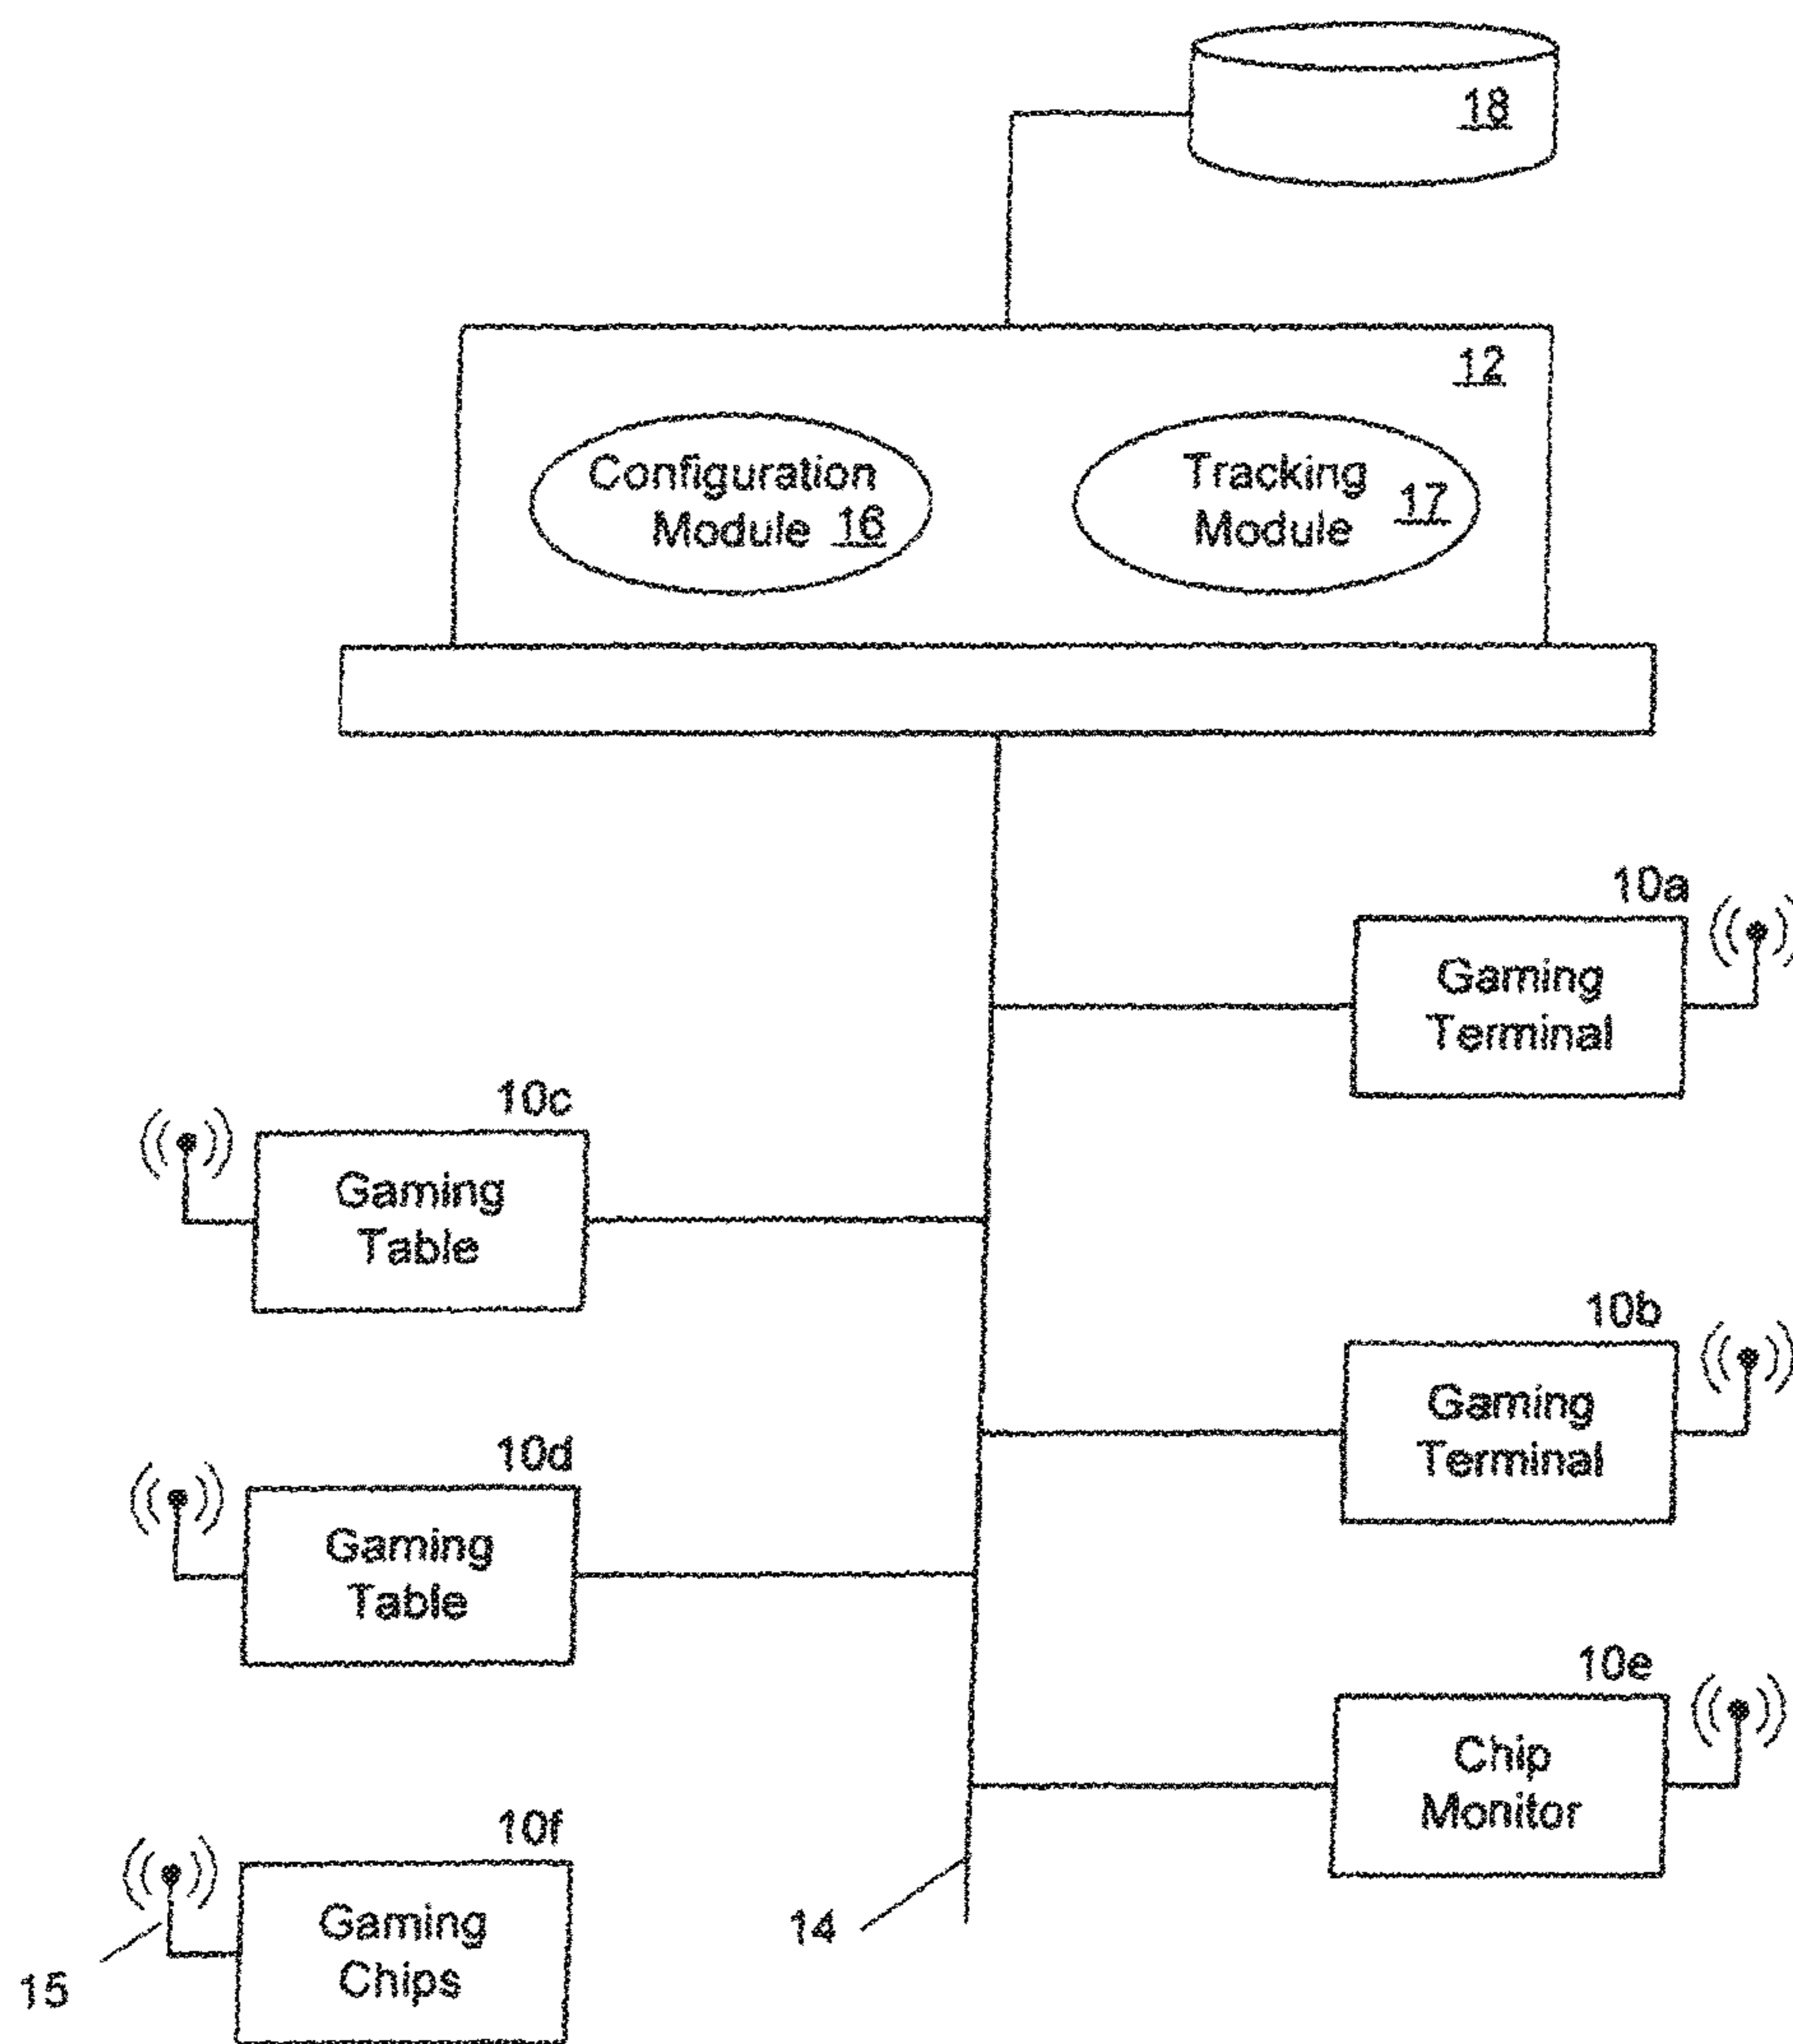 18
12
Configuration
Module 16
Tracking
Module 17
10a
Gaming
Terminal
10c
Gaming
Table
10b
Gaming
Terminal
10d
Gaming
Table
10e
Chip
Monitor
10f
Gaming
Chips
14
15